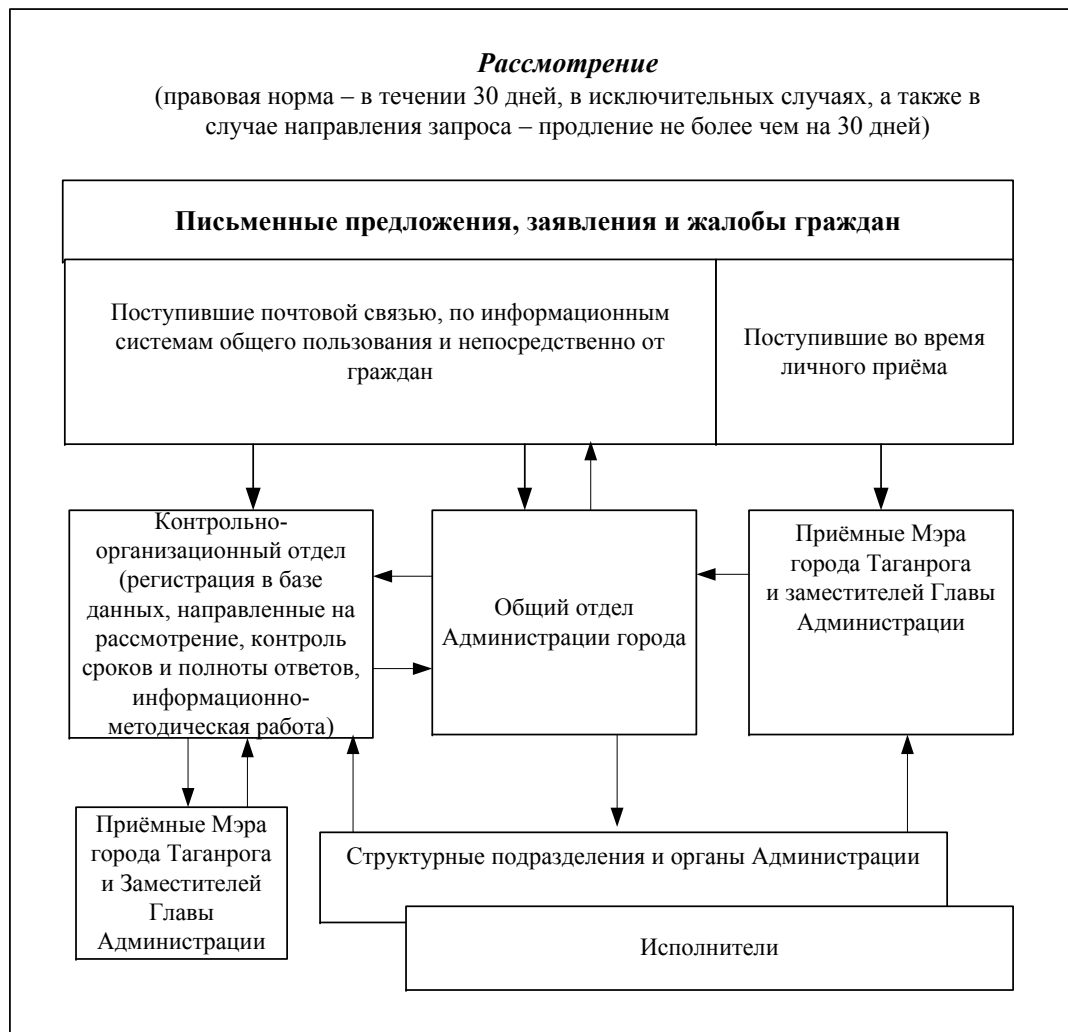 Рассмотрение
(правовая норма – в течении 30 дней, в исключительных случаях, а также в
случае направления запроса – продление не более чем на 30 дней)
Письменные предложения, заявления и жалобы граждан
Поступившие почтовой связью, по информационным
системам общего пользования и непосредственно от
граждан
Поступившие во время
личного приёма
Контрольно-
организационный отдел
(регистрация в базе
данных, направленные на
рассмотрение, контроль
сроков и полноты ответов,
информационно-
методическая работа)
Общий отдел
Администрации города
Приёмные Мэра
города Таганрога
и заместителей Главы
Администрации
Приёмные Мэра
города Таганрога
и Заместителей
Главы
Администрации
Структурные подразделения и органы Администрации
Исполнители